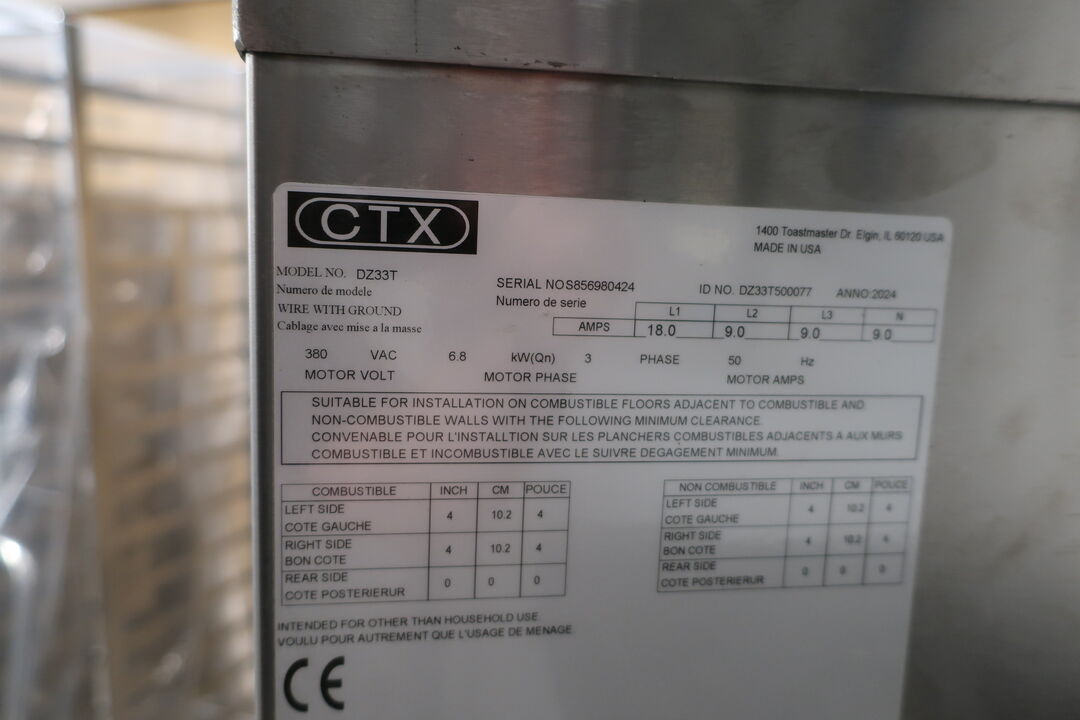 CTX
1400 Toastmaster Dr. Elgin, IL 60120 USA
MADE IN USA
MODEL NO. DZ33T
Numero de modele
SERIAL NO S856980424
Numero de serie
ID NO. DZ33T500077 ANNO:2024
WIRE WITH GROUND
Cablage avec mise a la masse
L1 L2 L3 N
AMPS 18.0 9.0 9.0 9.0
380 VAC 6.8 kW(Qn) 3 PHASE 50 Hz
MOTOR VOLT MOTOR PHASE MOTOR AMPS
SUITABLE FOR INSTALLATION ON COMBUSTIBLE FLOORS ADJACENT TO COMBUSTIBLE AND
NON-COMBUSTIBLE WALLS WITH THE FOLLOWING MINIMUM CLEARANCE.
CONVENABLE POUR L'INSTALLTION SUR LES PLANCHERS COMBUSTIBLES ADJACENTS A AUX MURS
COMBUSTIBLE ET INCOMBUSTIBLE AVEC LE SUIVRE DEGAGEMENT MINIMUM.
COMBUSTIBLE INCH CM POUCE
LEFT SIDE
COTE GAUCHE 4 10.2 4
RIGHT SIDE
BON COTE 4 10.2 4
REAR SIDE
COTE POSTERIERUR 0 0 0
NON COMBUSTIBLE INCH CM POUCE
LEFT SIDE
COTE GAUCHE 4 10.2 4
RIGHT SIDE
BON COTE 4 10.2 4
REAR SIDE
COTE POSTERIERUR 0 0 0
INTENDED FOR OTHER THAN HOUSEHOLD USE.
VOULU POUR AUTREMENT QUE L'USAGE DE MENAGE.
CE